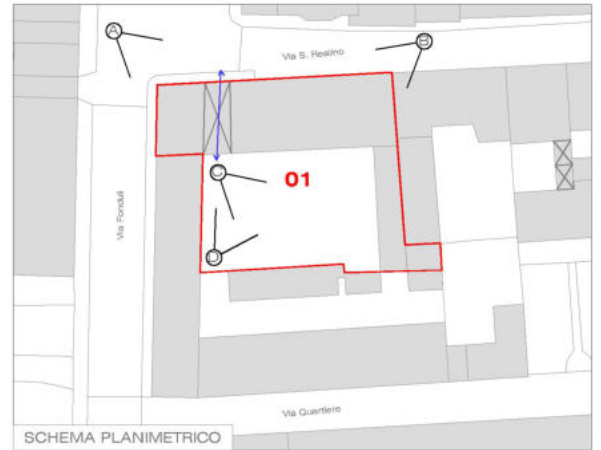 A
B
Via S. Realino
C
01
Via Fonduli
D
Via Quartiere
SCHEMA PLANIMETRICO